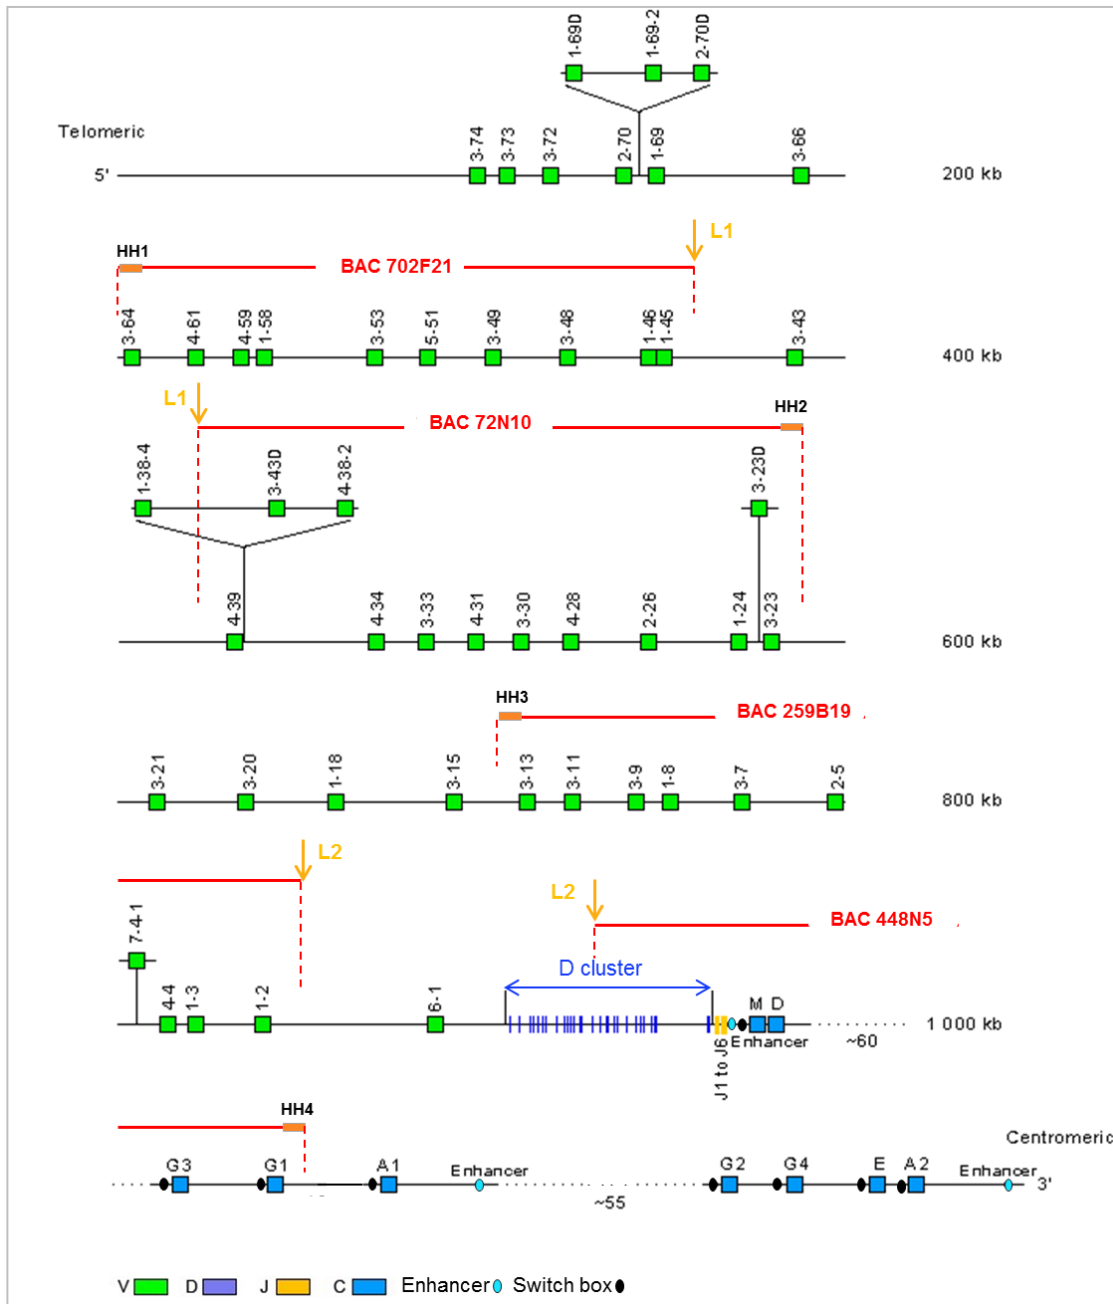 1-69D 1-69-2 2-70D
Telomeric
3-74 3-73 3-72 2-70 1-69 3-66
5' 200 kb
L1
HH1 BAC 702F21
3-64 4-61 4-59 1-58 3-53 5-51 3-49 3-48 1-46 1-45 3-43
400 kb
L1
BAC 72N10 HH2
1-38-4 3-43D 4-38-2 3-23D
4-39 4-34 3-33 4-31 3-30 4-28 2-26 1-24 3-23
600 kb
HH3 BAC 259B19
3-21 3-20 1-18 3-15 3-13 3-11 3-9 1-8 3-7 2-5
800 kb
L2
L2
BAC 448N5
7-4-1
D cluster
4-4 1-3 1-2 6-1 M D
1 000 kb
J1 to J6 Enhancer ~60
HH4
Centromeric
G3 G1 A1 Enhancer G2 G4 E A2 Enhancer
3'
~55
V D J C Enhancer Switch box